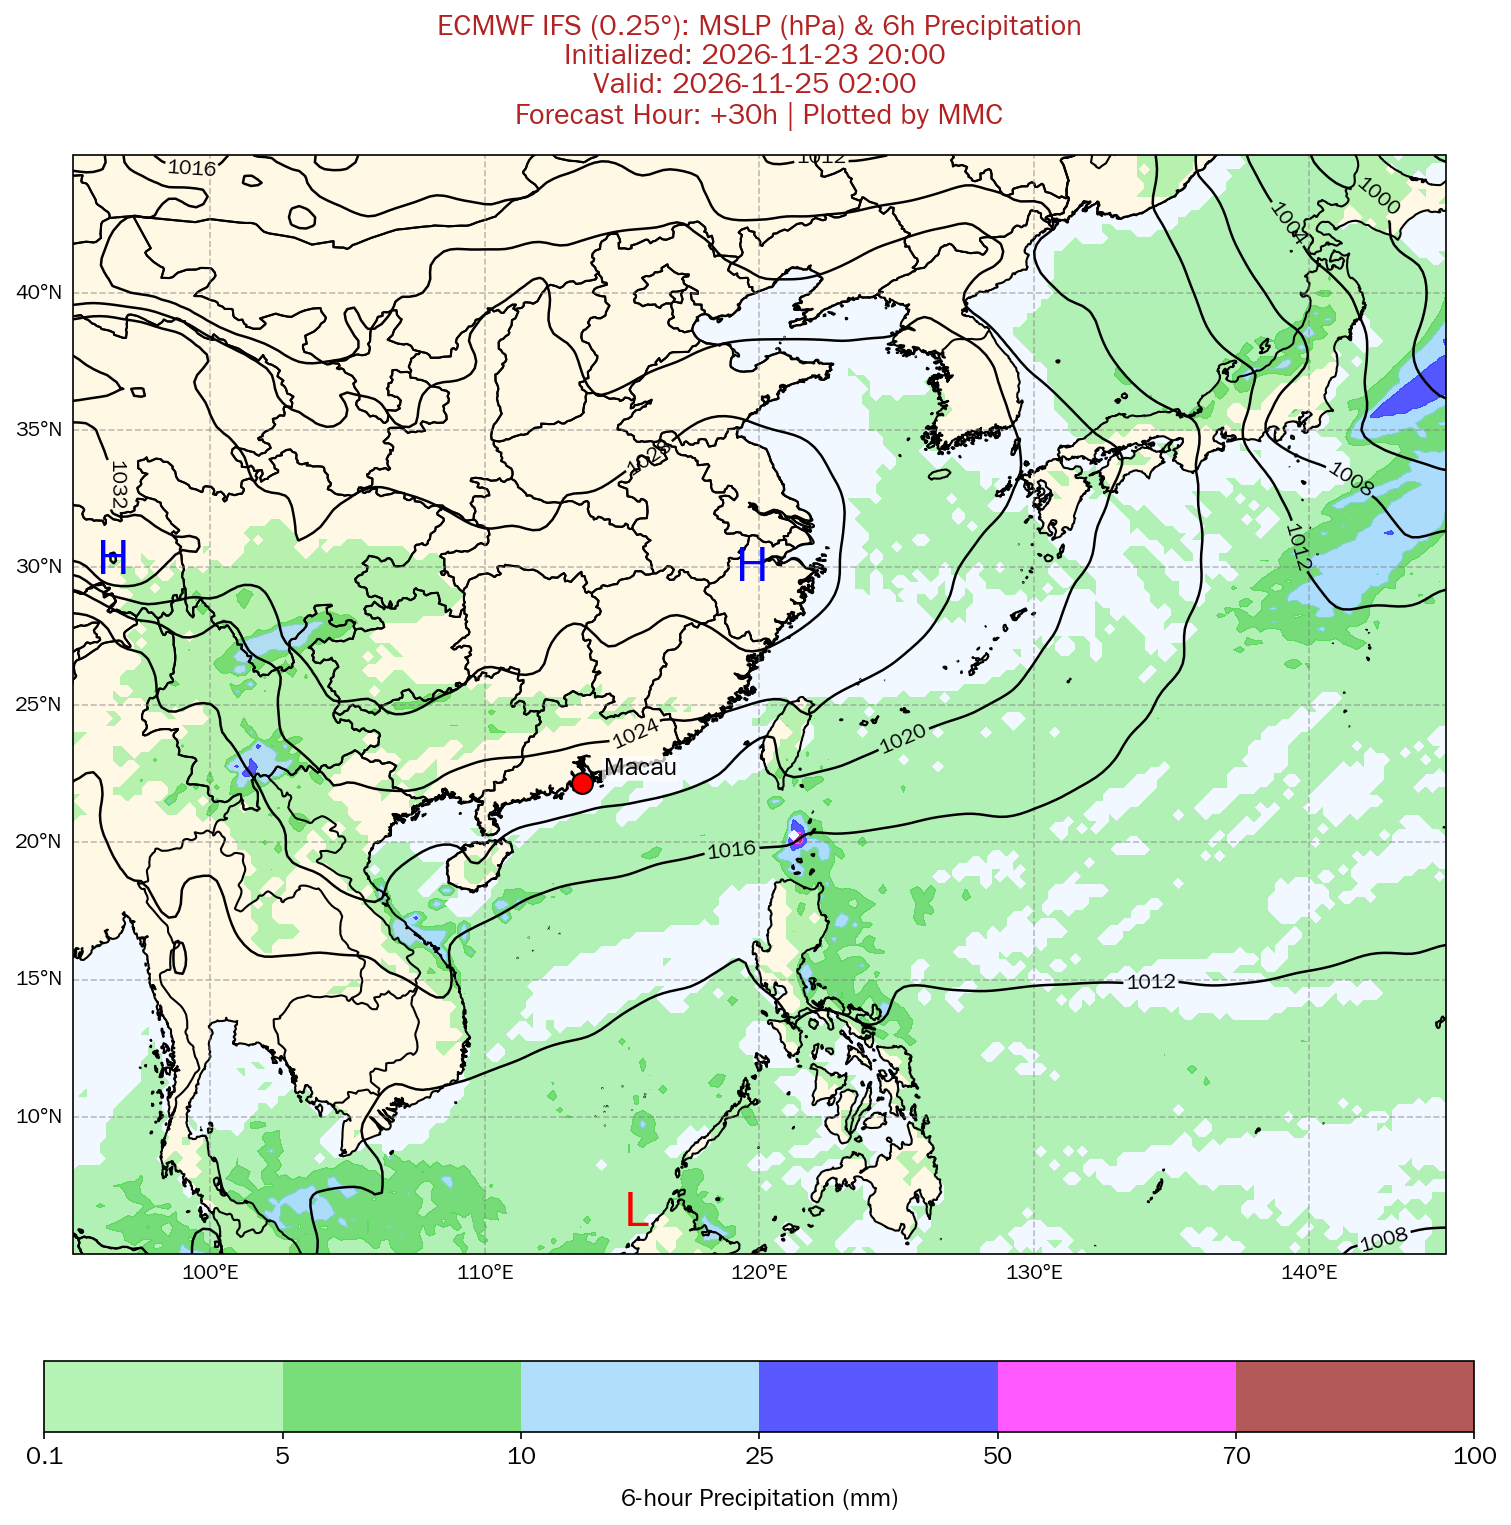 ECMWF IFS (0.25°): MSLP (hPa) & 6h Precipitation
Initialized: 2026-11-23 20:00
Valid: 2026-11-25 02:00
Forecast Hour: +30h | Plotted by MMC
1016
1012
1000
1004
40°N
35°N
1028
1032
1008
1012
H
H
30°N
25°N
1024
1020
Macau
20°N
1016
15°N
1012
10°N
L
1008
100°E
110°E
120°E
130°E
140°E
0.1
5
10
25
50
70
100
6-hour Precipitation (mm)